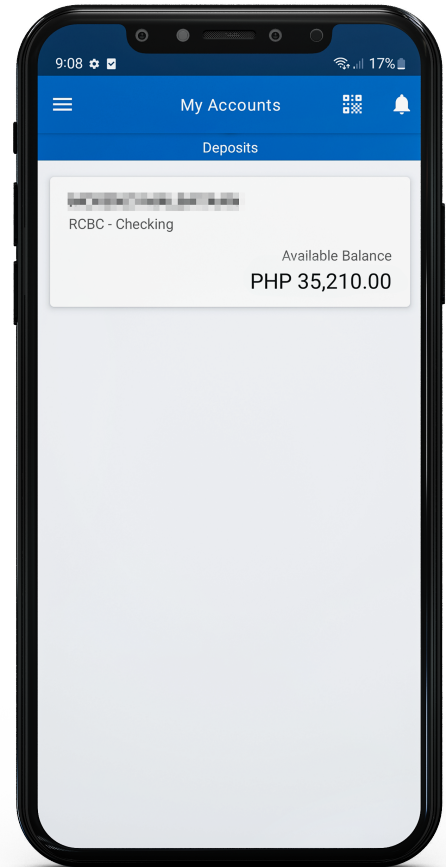 9:08 17%
My Accounts
Deposits
RCBC - Checking
Available Balance
PHP 35,210.00